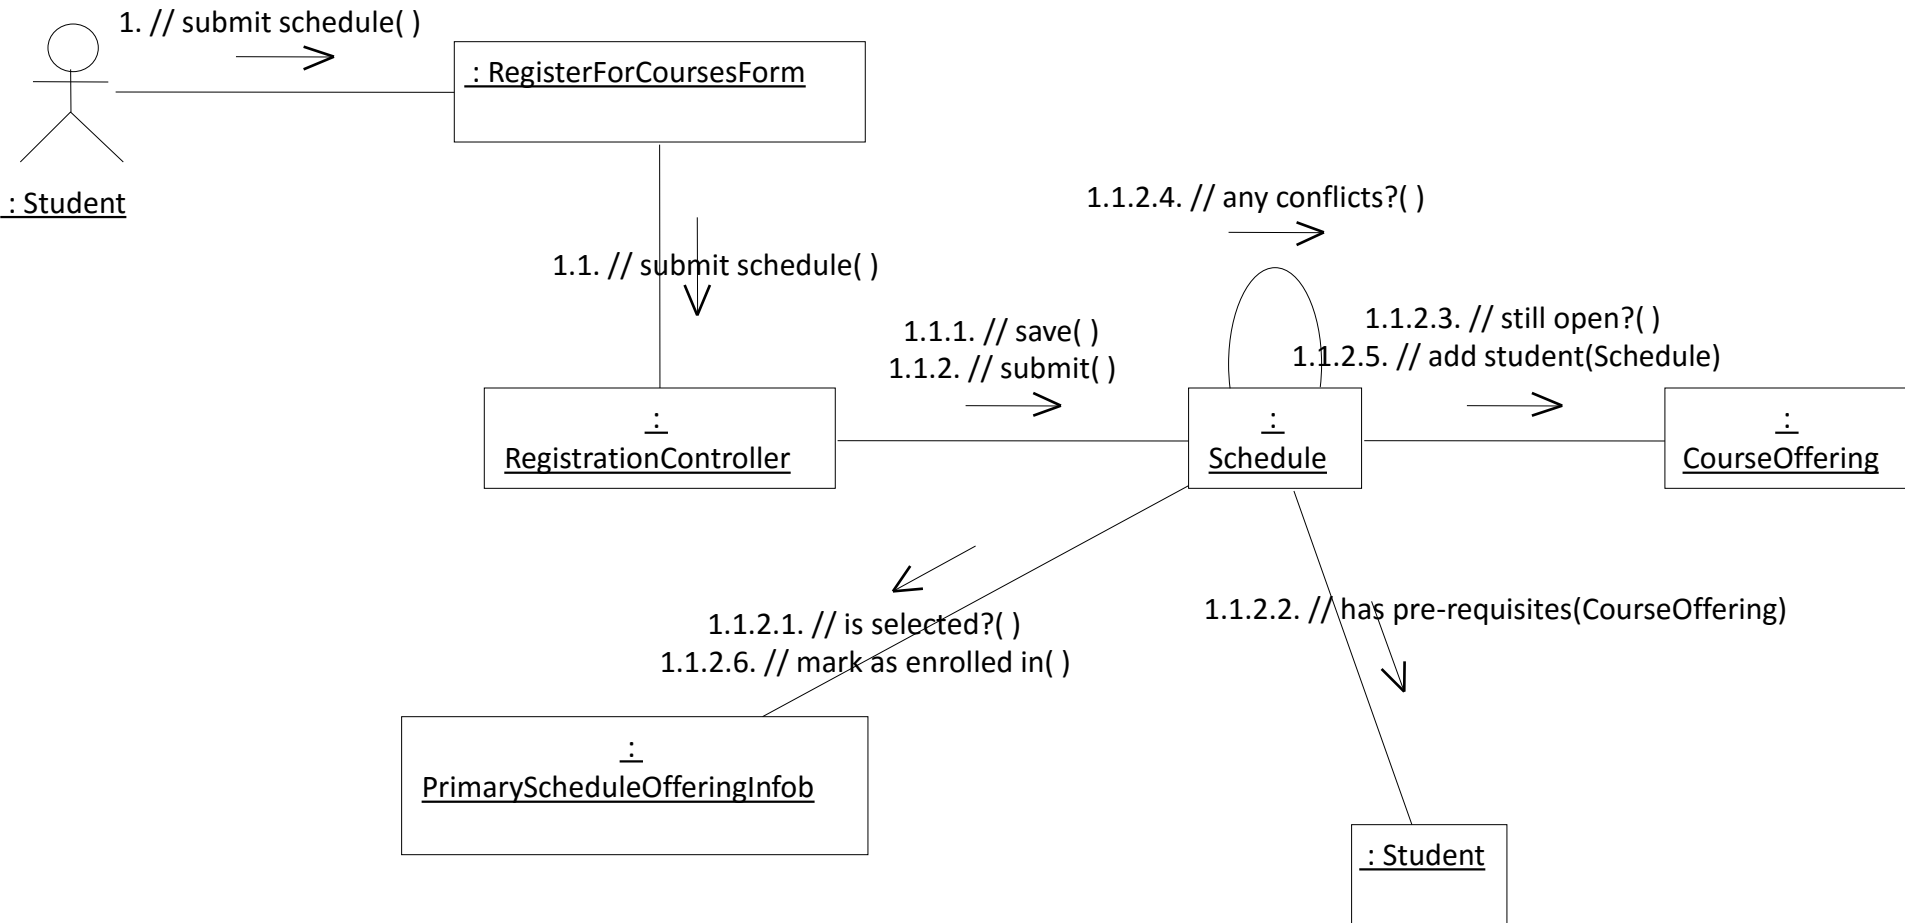 1. // submit schedule( )
: RegisterForCoursesForm
: Student
1.1.2.4. // any conflicts?( )
1.1. // submit schedule( )
1.1.1. // save( )
1.1.2. // submit( )
1.1.2.3. // still open?( )
1.1.2.5. // add student(Schedule)
:
RegistrationController
:
Schedule
:
CourseOffering
1.1.2.1. // is selected?( )
1.1.2.6. // mark as enrolled in( )
1.1.2.2. // has pre-requisites(CourseOffering)
:
PrimaryScheduleOfferingInfob
: Student